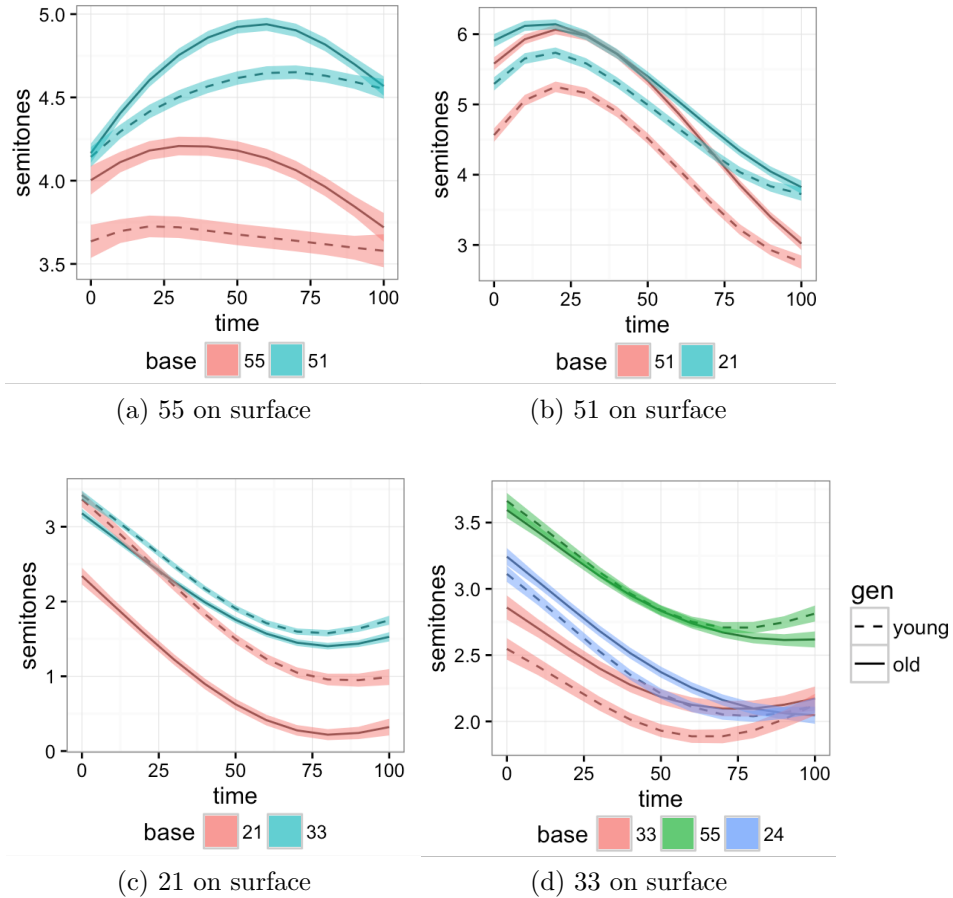 5.0
4.5
4.0
3.5
semitones
0 25 50 75 100
time
base 55 51
(a) 55 on surface
6
5
4
3
semitones
0 25 50 75 100
time
base 51 21
(b) 51 on surface
3
2
1
0
semitones
0 25 50 75 100
time
base 21 33
(c) 21 on surface
3.5
3.0
2.5
2.0
semitones
0 25 50 75 100
time
base 33 55 24
(d) 33 on surface
gen
young
old